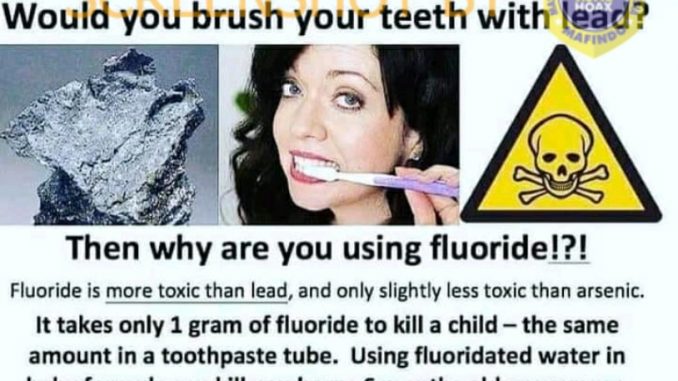 Would you brush your teeth with lead?
HOAX
MAFINDO
Then why are you using fluoride!?!
Fluoride is more toxic than lead, and only slightly less toxic than arsenic.
It takes only 1 gram of fluoride to kill a child – the same
amount in a toothpaste tube. Using fluoridated water in